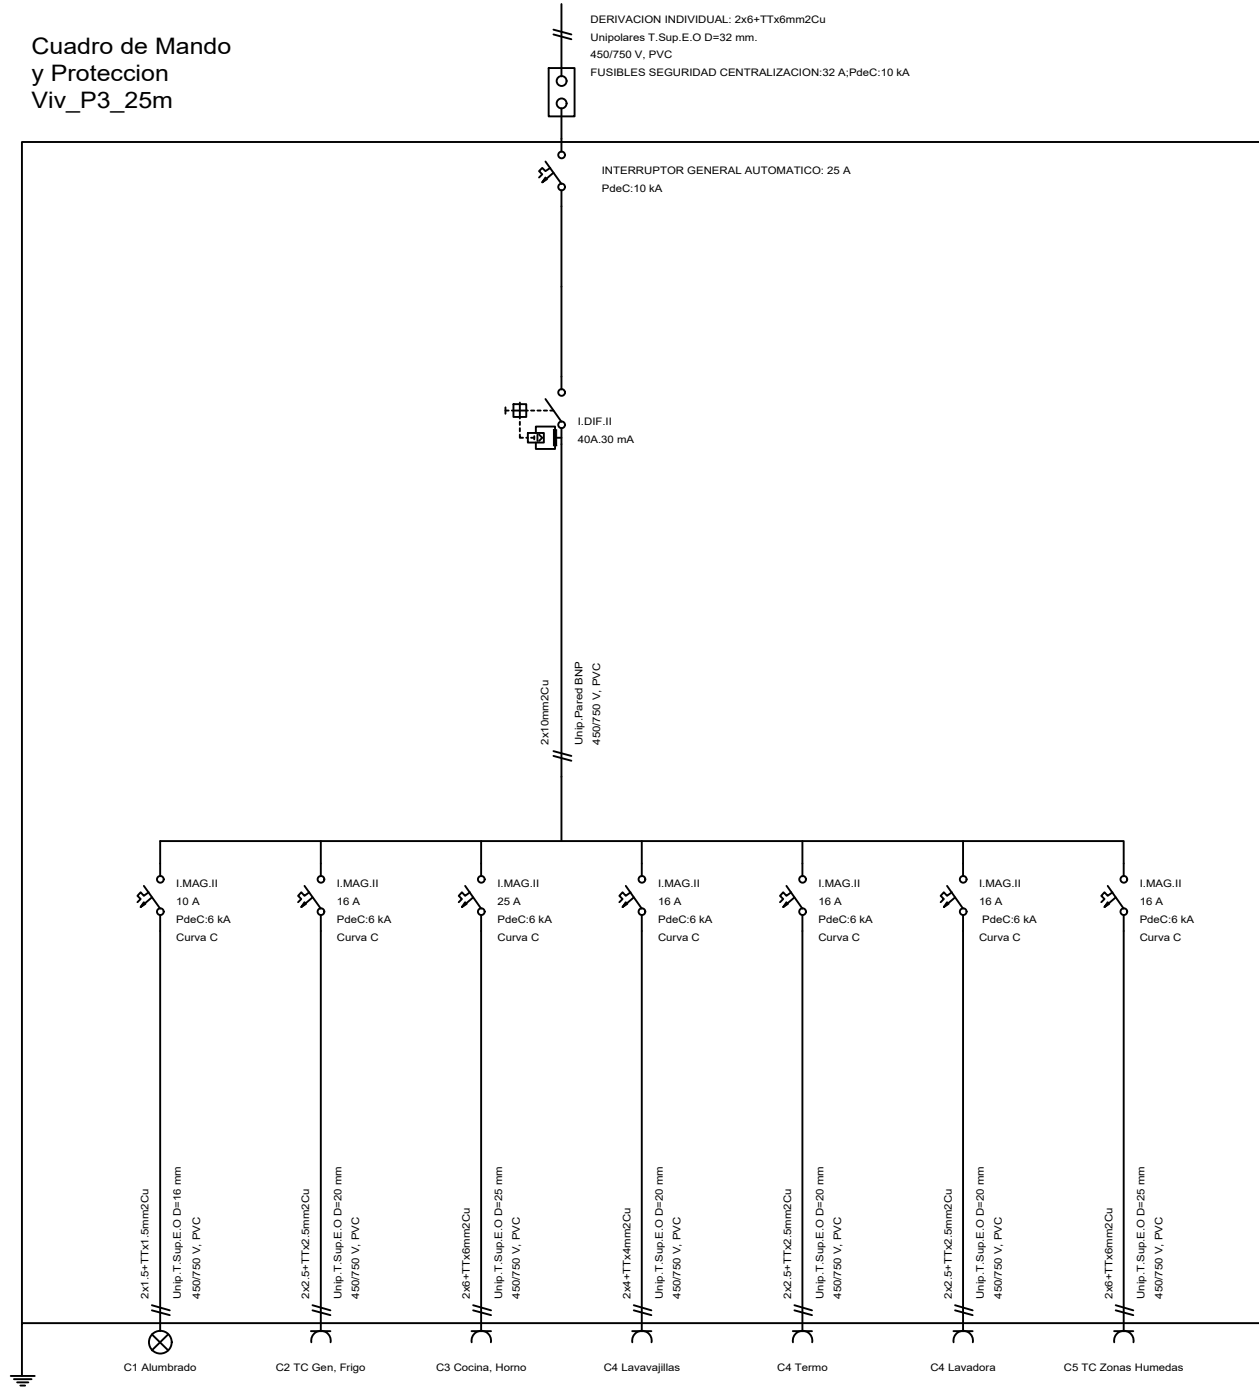 Cuadro de Mando
y Proteccion
Viv_P3_25m
DERIVACION INDIVIDUAL: 2x6+TTx6mm2Cu
Unipolares T.Sup.E.O D=32 mm.
450/750 V, PVC
FUSIBLES SEGURIDAD CENTRALIZACION:32 A;PdeC:10 kA
INTERRUPTOR GENERAL AUTOMATICO: 25 A
PdeC:10 kA
I.DIF.II
40A.30 mA
2x10mm2Cu
Unip.Pared BNP
450/750 V, PVC
I.MAG.II
10 A
PdeC:6 kA
Curva C
I.MAG.II
16 A
PdeC:6 kA
Curva C
I.MAG.II
25 A
PdeC:6 kA
Curva C
I.MAG.II
16 A
PdeC:6 kA
Curva C
I.MAG.II
16 A
PdeC:6 kA
Curva C
I.MAG.II
16 A
PdeC:6 kA
Curva C
I.MAG.II
16 A
PdeC:6 kA
Curva C
2x1.5+TTx1.5mm2Cu
Unip.T.Sup.E.O D=16 mm
450/750 V, PVC
2x2.5+TTx2.5mm2Cu
Unip.T.Sup.E.O D=20 mm
450/750 V, PVC
2x6+TTx6mm2Cu
Unip.T.Sup.E.O D=25 mm
450/750 V, PVC
2x4+TTx4mm2Cu
Unip.T.Sup.E.O D=20 mm
450/750 V, PVC
2x2.5+TTx2.5mm2Cu
Unip.T.Sup.E.O D=20 mm
450/750 V, PVC
2x2.5+TTx2.5mm2Cu
Unip.T.Sup.E.O D=20 mm
450/750 V, PVC
2x6+TTx6mm2Cu
Unip.T.Sup.E.O D=25 mm
450/750 V, PVC
C1 Alumbrado
C2 TC Gen, Frigo
C3 Cocina, Horno
C4 Lavavajillas
C4 Termo
C4 Lavadora
C5 TC Zonas Humedas